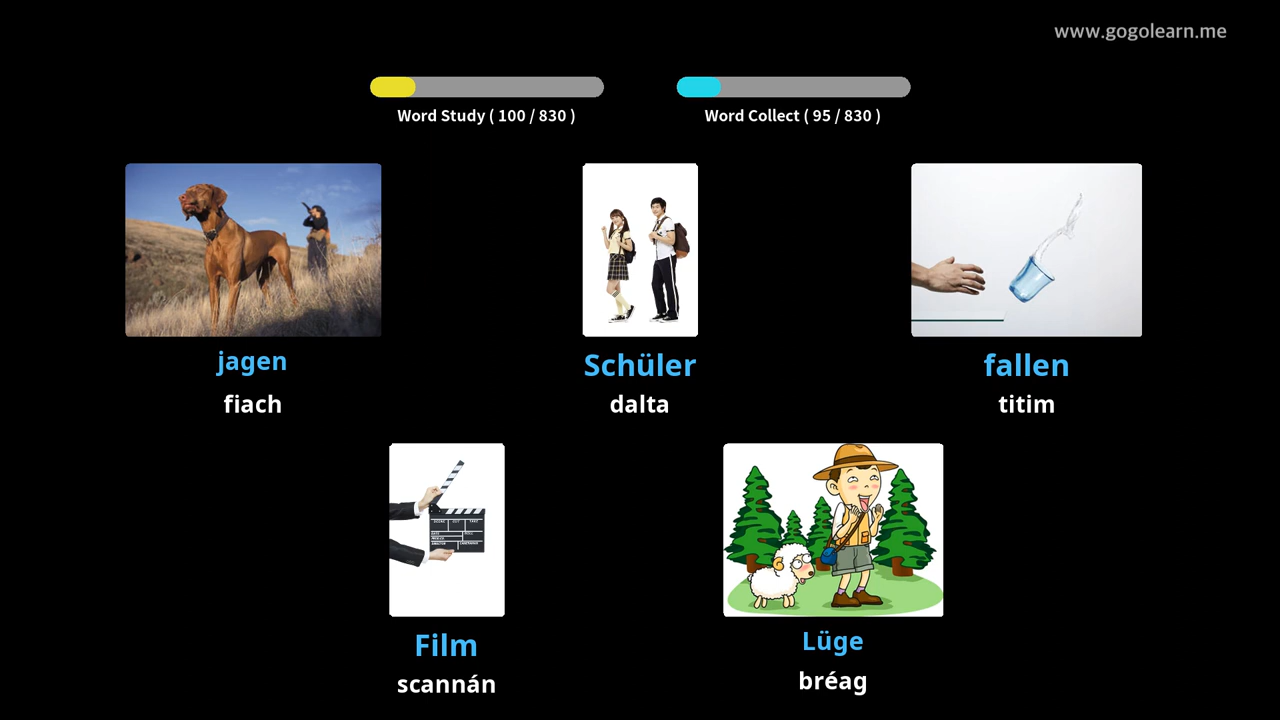 www.gogolearn.me
Word Study ( 100 / 830 )
Word Collect ( 95 / 830 )
jagen
fiach
Schüler
dalta
fallen
titim
Film
scannán
Lüge
bréag